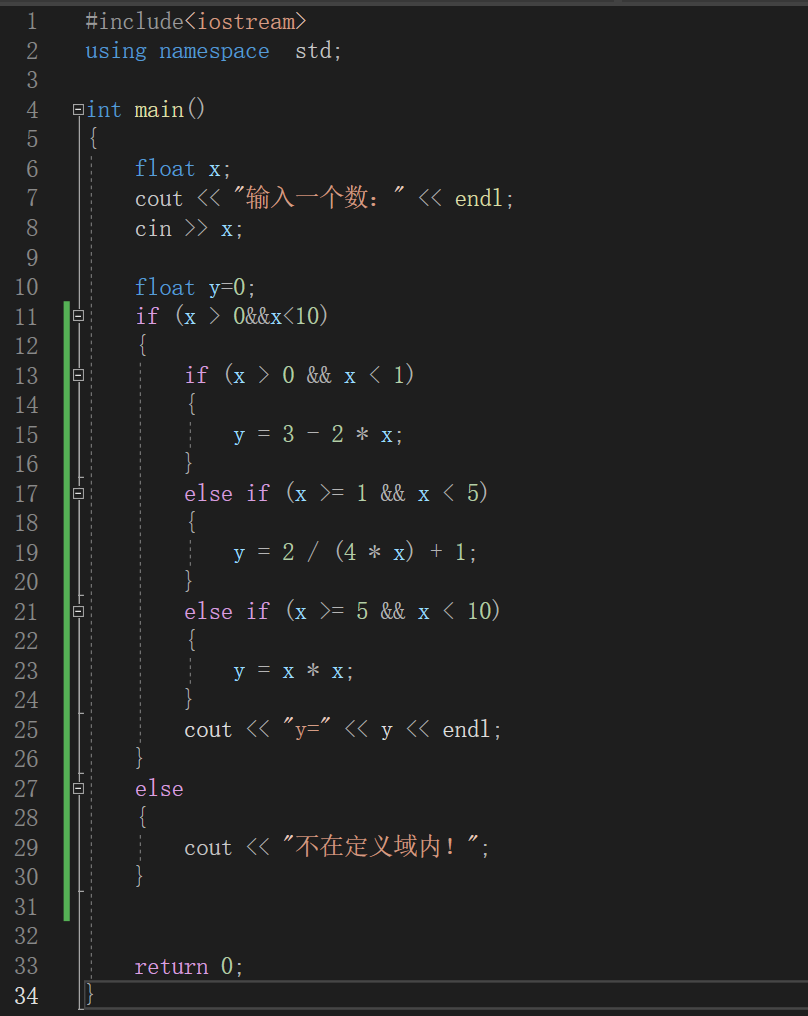 1 #include<iostream>
2 using namespace  std;
3
4 int main()
5 {
6     float x;
7     cout << "输入一个数：" << endl;
8     cin >> x;
9
10     float y=0;
11     if (x > 0&&x<10)
12     {
13         if (x > 0 && x < 1)
14         {
15             y = 3 - 2 * x;
16         }
17         else if (x >= 1 && x < 5)
18         {
19             y = 2 / (4 * x) + 1;
20         }
21         else if (x >= 5 && x < 10)
22         {
23             y = x * x;
24         }
25         cout << "y=" << y << endl;
26     }
27     else
28     {
29         cout << "不在定义域内！";
30     }
31
32
33     return 0;
34 }